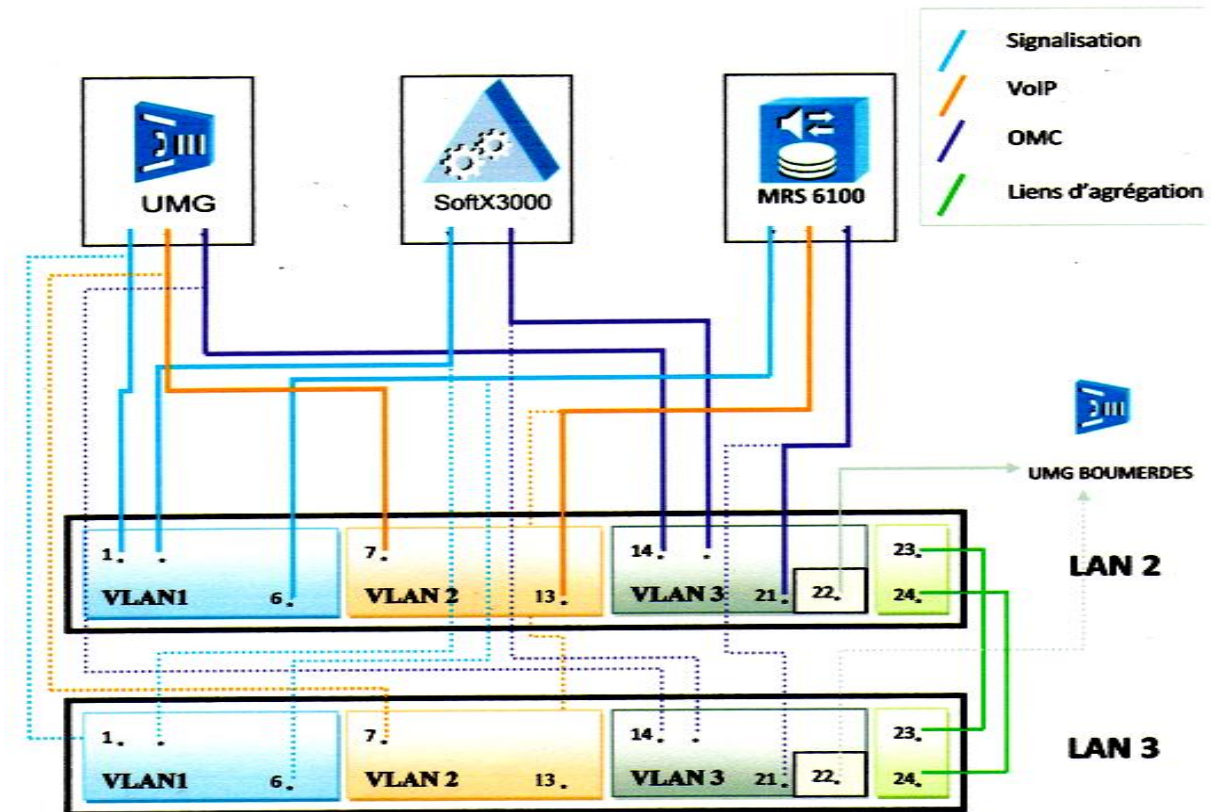 Signalisation
VoIP
OMC
Liens d'agrégation
UMG
SoftX3000
MRS 6100
UMG BOUMERDES
1.
6.
VLAN1
7.
13.
VLAN 2
14.
21.
VLAN 3
22.
23.
24.
LAN 2
1.
6.
VLAN1
7.
13.
VLAN 2
14.
21.
VLAN 3
22.
23.
24.
LAN 3